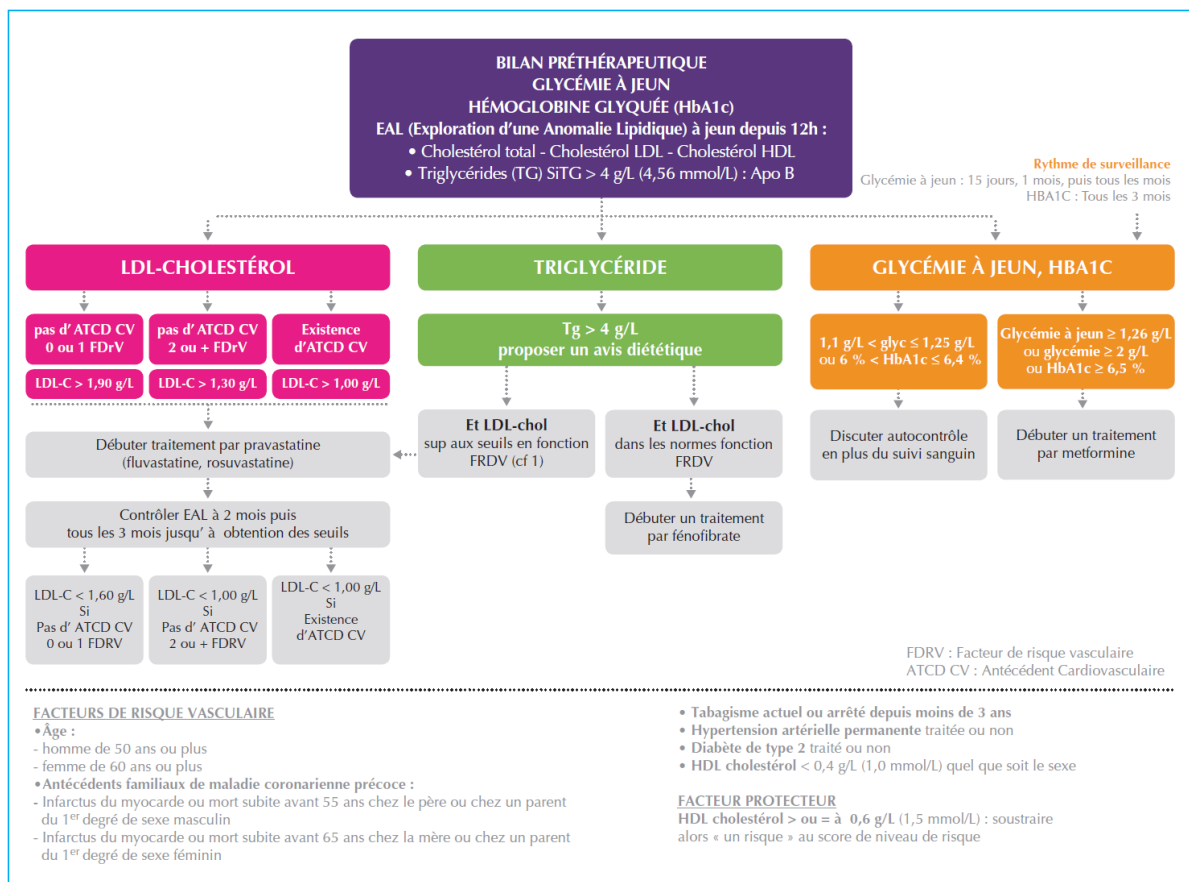 BILAN PRÉTHÉRAPEUTIQUE
GLYCÉMIE À JEUN
HÉMOGLOBINE GLYQUÉE (HbA1c)
EAL (Exploration d'une Anomalie Lipidique) à jeun depuis 12h :
• Cholestérol total - Cholestérol LDL - Cholestérol HDL
• Triglycérides (TG) SiTG > 4 g/L (4,56 mmol/L) : Apo B
Rythme de surveillance
Glycémie à jeun : 15 jours, 1 mois, puis tous les mois
HBA1C : Tous les 3 mois
LDL-CHOLESTÉROL
pas d' ATCD CV
0 ou 1 FDrV
pas d' ATCD CV
2 ou + FDrV
Existence
d'ATCD CV
LDL-C > 1,90 g/L
LDL-C > 1,30 g/L
LDL-C > 1,00 g/L
Débuter traitement par pravastatine
(fluvastatine, rosuvastatine)
Contrôler EAL à 2 mois puis
tous les 3 mois jusqu' à obtention des seuils
LDL-C < 1,60 g/L
Si
Pas d' ATCD CV
0 ou 1 FDRV
LDL-C < 1,00 g/L
Si
Pas d' ATCD CV
2 ou + FDRV
LDL-C < 1,00 g/L
Si
Existence
d'ATCD CV
TRIGLYCÉRIDE
Tg > 4 g/L
proposer un avis diététique
Et LDL-chol
sup aux seuils en fonction
FRDV (cf 1)
Et LDL-chol
dans les normes fonction
FRDV
Débuter un traitement
par fénofibrate
GLYCÉMIE À JEUN, HBA1C
1,1 g/L < glyc ≤ 1,25 g/L
ou 6 % < HbA1c ≤ 6,4 %
Glycémie à jeun ≥ 1,26 g/L
ou glycémie ≥ 2 g/L
ou HbA1c ≥ 6,5 %
Discuter autocontrôle
en plus du suivi sanguin
Débuter un traitement
par metformine
FDRV : Facteur de risque vasculaire
ATCD CV : Antécédent Cardiovasculaire
FACTEURS DE RISQUE VASCULAIRE
•Âge :
- homme de 50 ans ou plus
- femme de 60 ans ou plus
•Antécédents familiaux de maladie coronarienne précoce :
- Infarctus du myocarde ou mort subite avant 55 ans chez le père ou chez un parent
du 1er degré de sexe masculin
- Infarctus du myocarde ou mort subite avant 65 ans chez la mère ou chez un parent
du 1er degré de sexe féminin
• Tabagisme actuel ou arrêté depuis moins de 3 ans
• Hypertension artérielle permanente traitée ou non
• Diabète de type 2 traité ou non
• HDL cholestérol < 0,4 g/L (1,0 mmol/L) quel que soit le sexe
FACTEUR PROTECTEUR
HDL cholestérol > ou = à 0,6 g/L (1,5 mmol/L) : soustraire
alors « un risque » au score de niveau de risque